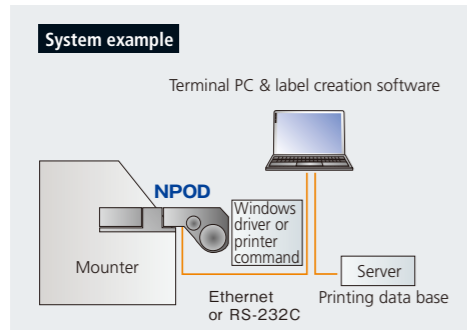 System example
Terminal PC & label creation software
NPOD
Windows
driver or
printer
command
Mounter
Server
Ethernet
or RS-232C
Printing data base